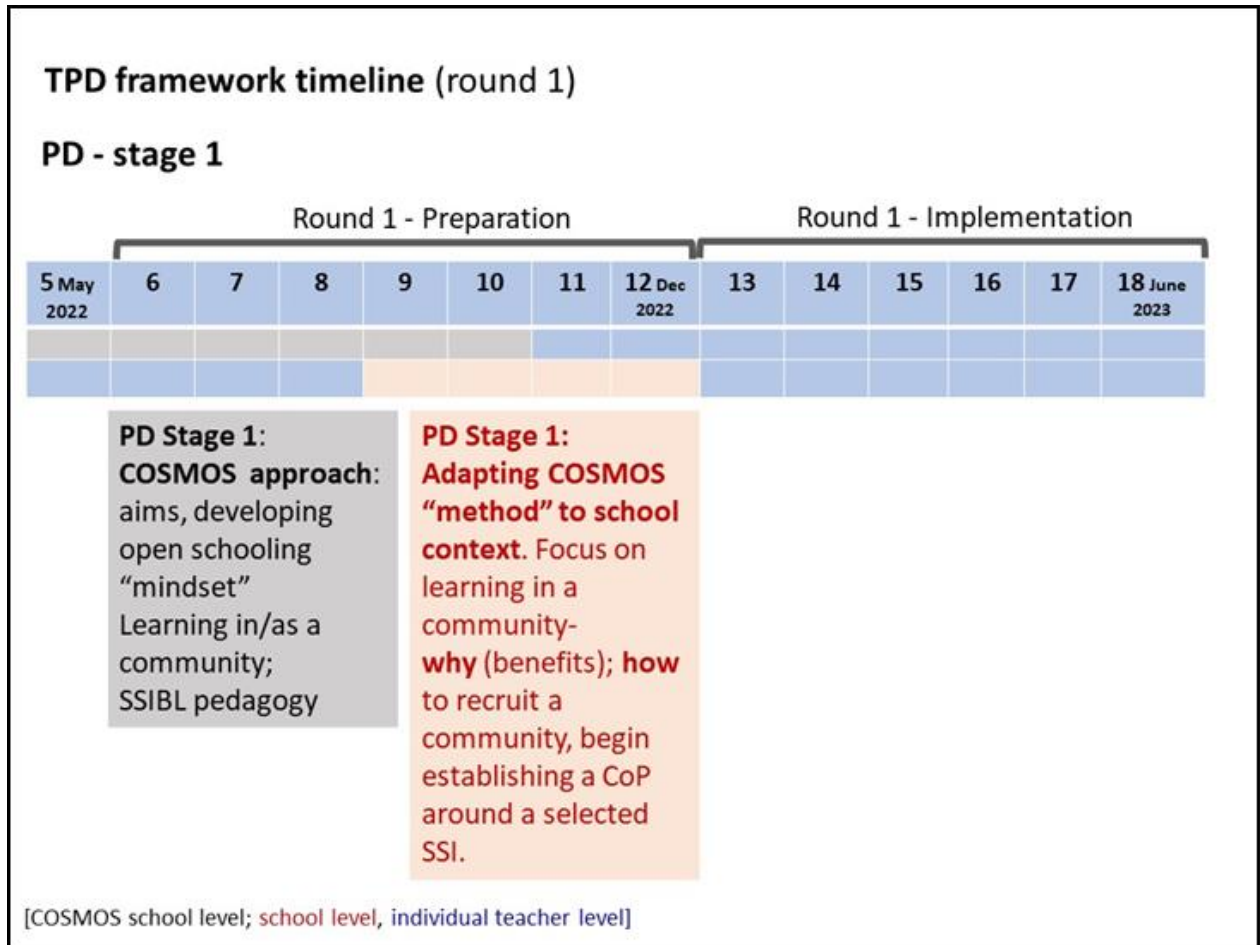 TPD framework timeline (round 1)
PD - stage 1
Round 1 - Preparation
Round 1 - Implementation
5 May 6 7 8 9 10 11 12 Dec 13 14 15 16 17 18 June
2022 2022 2023
PD Stage 1:
COSMOS approach:
aims, developing
open schooling
“mindset”
Learning in/as a
community;
SSIBL pedagogy
PD Stage 1:
Adapting COSMOS
“method” to school
context. Focus on
learning in a
community-
why (benefits); how
to recruit a
community, begin
establishing a CoP
around a selected
SSI.
[COSMOS school level; school level, individual teacher level]